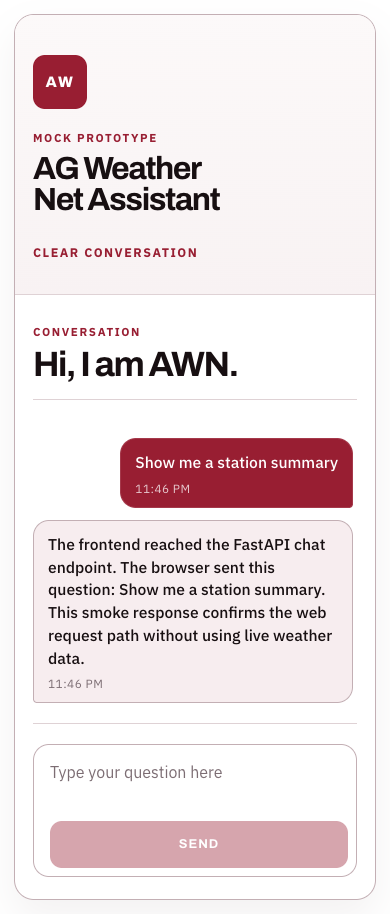 AW
MOCK PROTOTYPE
AG Weather
Net Assistant
CLEAR CONVERSATION
CONVERSATION
Hi, I am AWN.
Show me a station summary
11:46 PM
The frontend reached the FastAPI chat
endpoint. The browser sent this
question: Show me a station summary.
This smoke response confirms the web
request path without using live weather
data.
11:46 PM
Type your question here
SEND